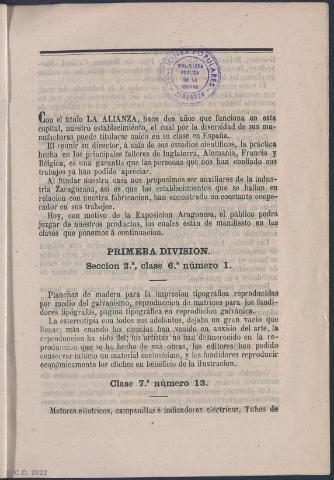 BIBLIOTECA
PUBLICA
DE LA
CIUDAD
Con el título LA ALIANZA, hace dos años que funciona en esta
capital, nuestro establecimiento, el cual por la diversidad de sus ma-
nufacturas puede titularse único en su clase en España.
El reunir su director, á más de sus estudios científicos, la práctica
hecha en los principales talleres de Inglaterra, Alemania, Francia y
Bélgica, es una garantía que las personas que nos han confiado sus
trabajos ya han podido apreciar.
Al fundar nuestra casa nos propusimos ser auxiliares de la indus-
tria Zaragozana, así es que los establecimientos que se hallan en
relacion con nuestra fabricacion, han encontrado un constante coope-
rador en sus trabajos.
Hoy, con motivo de la Exposicion Aragonesa, el público podrá
juzgar de nuestros productos, los cuales están de manifiesto en las
clases que ponemos á continuacion.
PRIMERA DIVISION.
Seccion 2.ª, clase 6.ª número 1.
Planchas de madera para la impresion tipográfica reproducidas
por medio del galvanismo, reproduccion de matrices para los fundi-
dores tipógrafos, página tipográfica en reproduccion galvánica.
La estereotipia con todos sus adelantos, dejaba un gran vacío que
llenar; más cuando las ciencias han venido en auxilio del arte, la
reproduccion ha sido fiel; los artistas no han desmerecido en la re-
produccion que se ha hecho de sus obras, los editores han podido
conservar intacto un material costosísimo, y los fundidores reproducir
económicamente los clichés en beneficio de la ilustracion.
Clase 7.ª número 13.
Motores eléctricos, campanillas é indicadores eléctricas, Tubos de
C.D. 2022